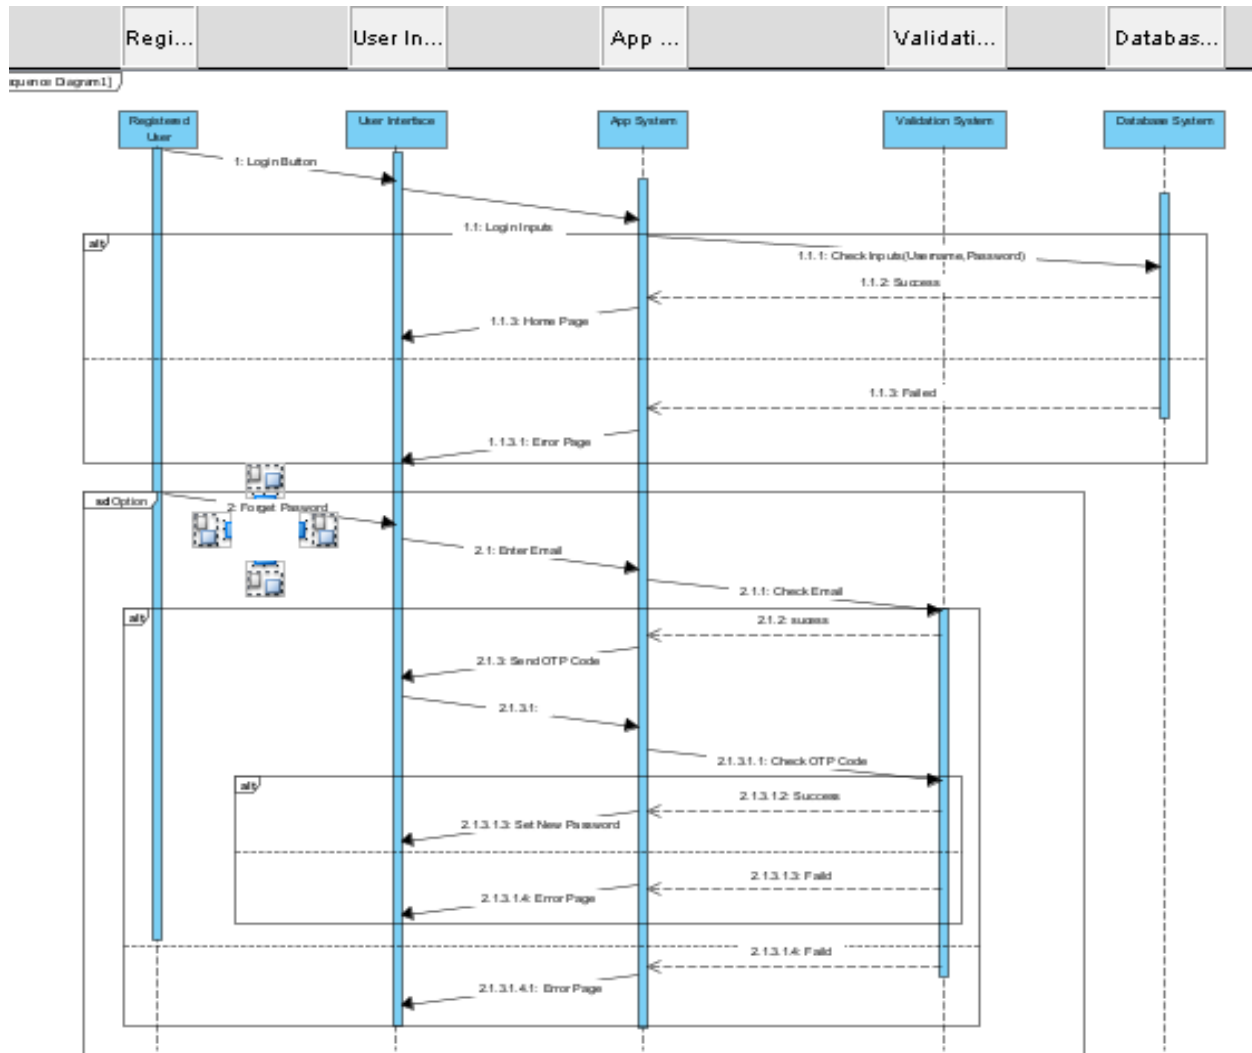 Regi...
User In...
App ...
Validati...
Databas...
equence Diagram1]
Registered
User
User Interface
App System
Validation System
Database System
1: Login Button
1.1: Login Inputs
alt
1.1.1: Check Inputs(Username,Password)
1.1.2: Success
1.1.3: Home Page
1.1.3: Failed
1.1.3.1: Error Page
sd Option
2: Forget Password
2.1: Enter Email
2.1.1: Check Email
alt
2.1.2: sucess
2.1.3: Send OTP Code
2.1.3.1:
2.1.3.1.1: Check OTP Code
alt
2.1.3.1.2: Success
2.1.3.1.3: Set New Password
2.1.3.1.3: Faild
2.1.3.1.4: Error Page
2.1.3.1.4: Faild
2.1.3.1.4.1: Error Page